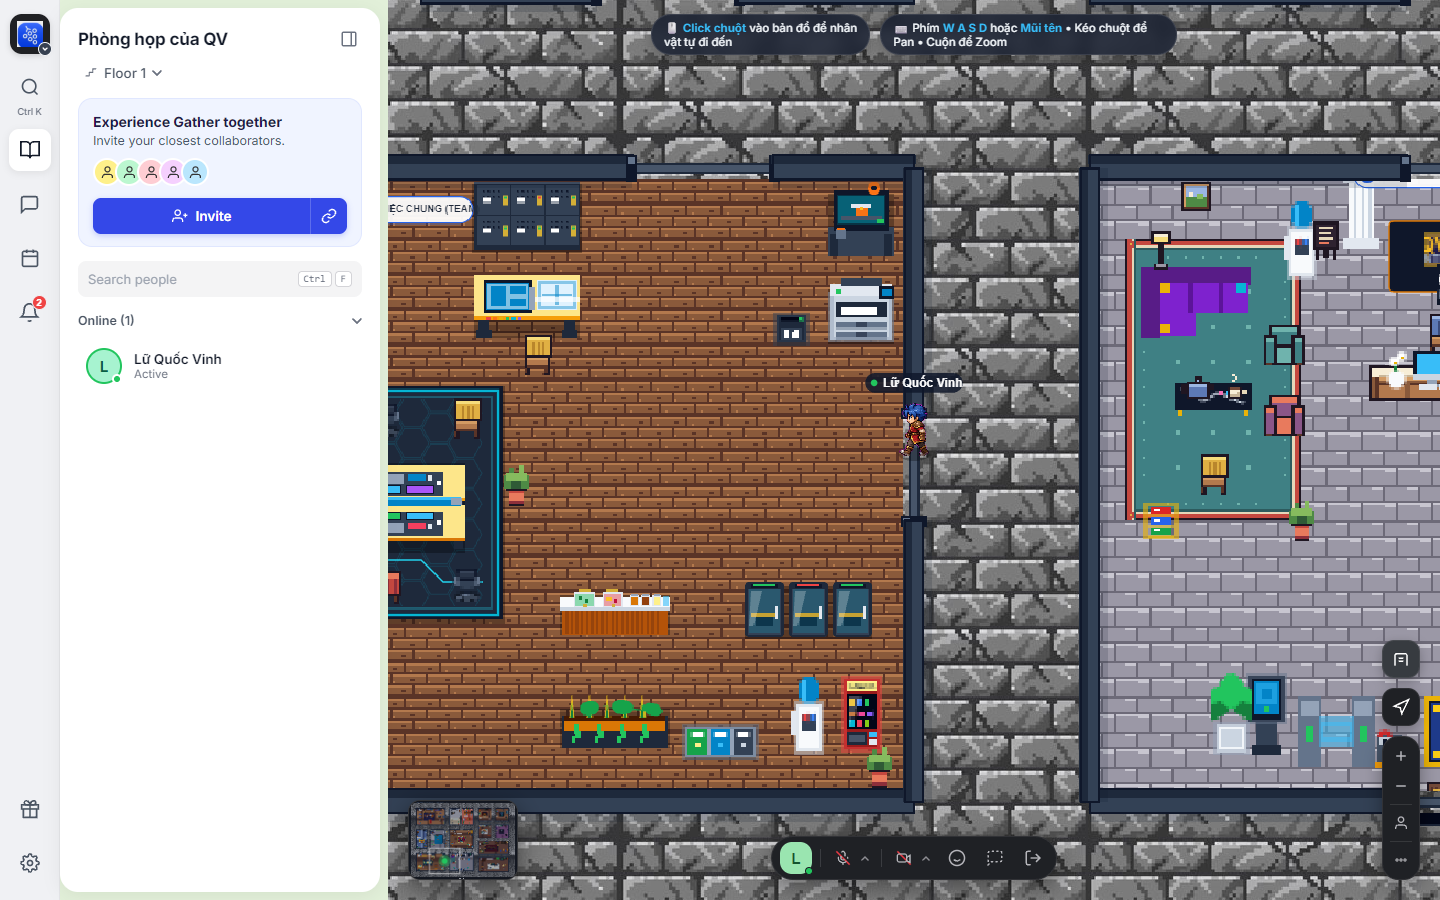 Phòng họp của QV
Floor 1
Ctrl K
Experience Gather together
Invite your closest collaborators.
Invite
Search people
Ctrl F
2
Online (1)
L
Lữ Quốc Vinh
Active
Click chuột vào bản đồ để nhân
vật tự đi đến
Phím W A S D hoặc Mũi tên • Kéo chuột để
Pan • Cuộn để Zoom
ỆC CHUNG (TEAM
Lữ Quốc Vinh
L